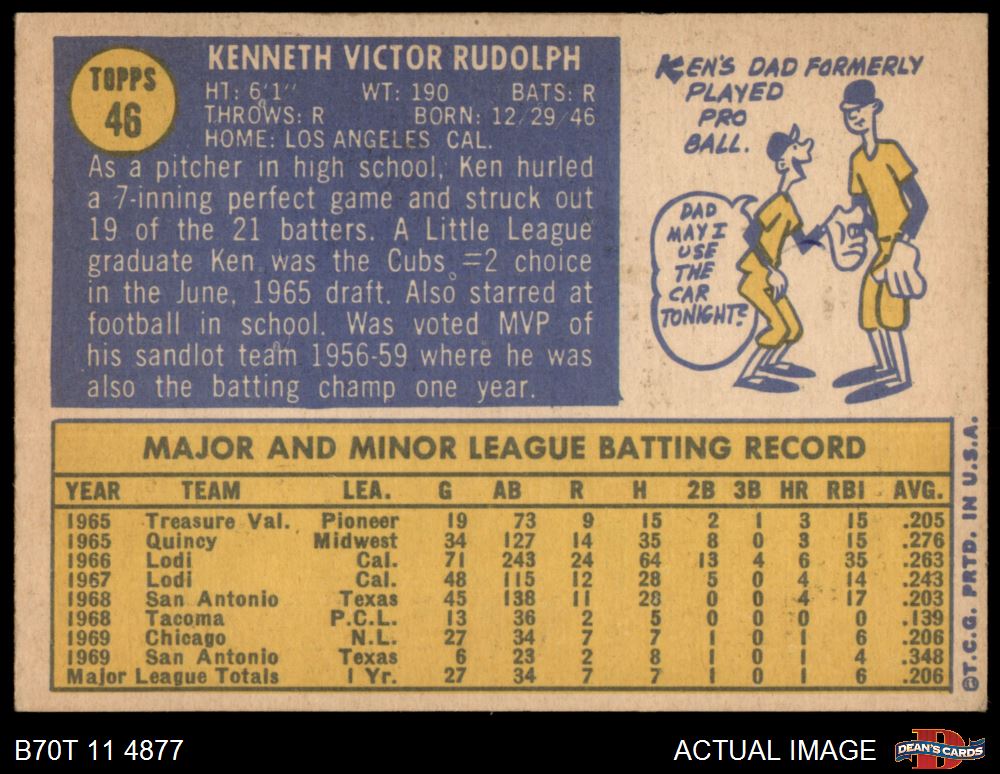 TOPPS
46
KENNETH VICTOR RUDOLPH
HT: 6'1" WT: 190 BATS: R
THROWS: R BORN: 12/29/46
HOME: LOS ANGELES CAL.
As a pitcher in high school, Ken hurled
a 7-inning perfect game and struck out
19 of the 21 batters. A Little League
graduate Ken was the Cubs =2 choice
in the June, 1965 draft. Also starred at
football in school. Was voted MVP of
his sandlot team 1956-59 where he was
also the batting champ one year.
KEN'S DAD FORMERLY
PLAYED
PRO
BALL.
DAD
MAY I
USE
THE
CAR
TONIGHT?
MAJOR AND MINOR LEAGUE BATTING RECORD
YEAR TEAM LEA. G AB R H 2B 3B HR RBI AVG.
1965 Treasure Val. Pioneer 19 73 9 15 2 1 3 15 .205
1965 Quincy Midwest 34 127 14 35 8 0 3 15 .276
1966 Lodi Cal. 71 243 24 64 13 4 6 35 .263
1967 Lodi Cal. 48 115 12 28 5 0 4 14 .243
1968 San Antonio Texas 45 138 11 28 0 0 4 17 .203
1968 Tacoma P.C.L. 13 36 2 5 0 0 0 0 .139
1969 Chicago N.L. 27 34 7 7 1 0 1 6 .206
1969 San Antonio Texas 6 23 2 8 1 0 1 4 .348
Major League Totals 1 Yr. 27 34 7 7 1 0 1 6 .206
©T.C.G. PRTD. IN U.S.A.
B70T 11 4877
ACTUAL IMAGE
D
DEAN'S CARDS